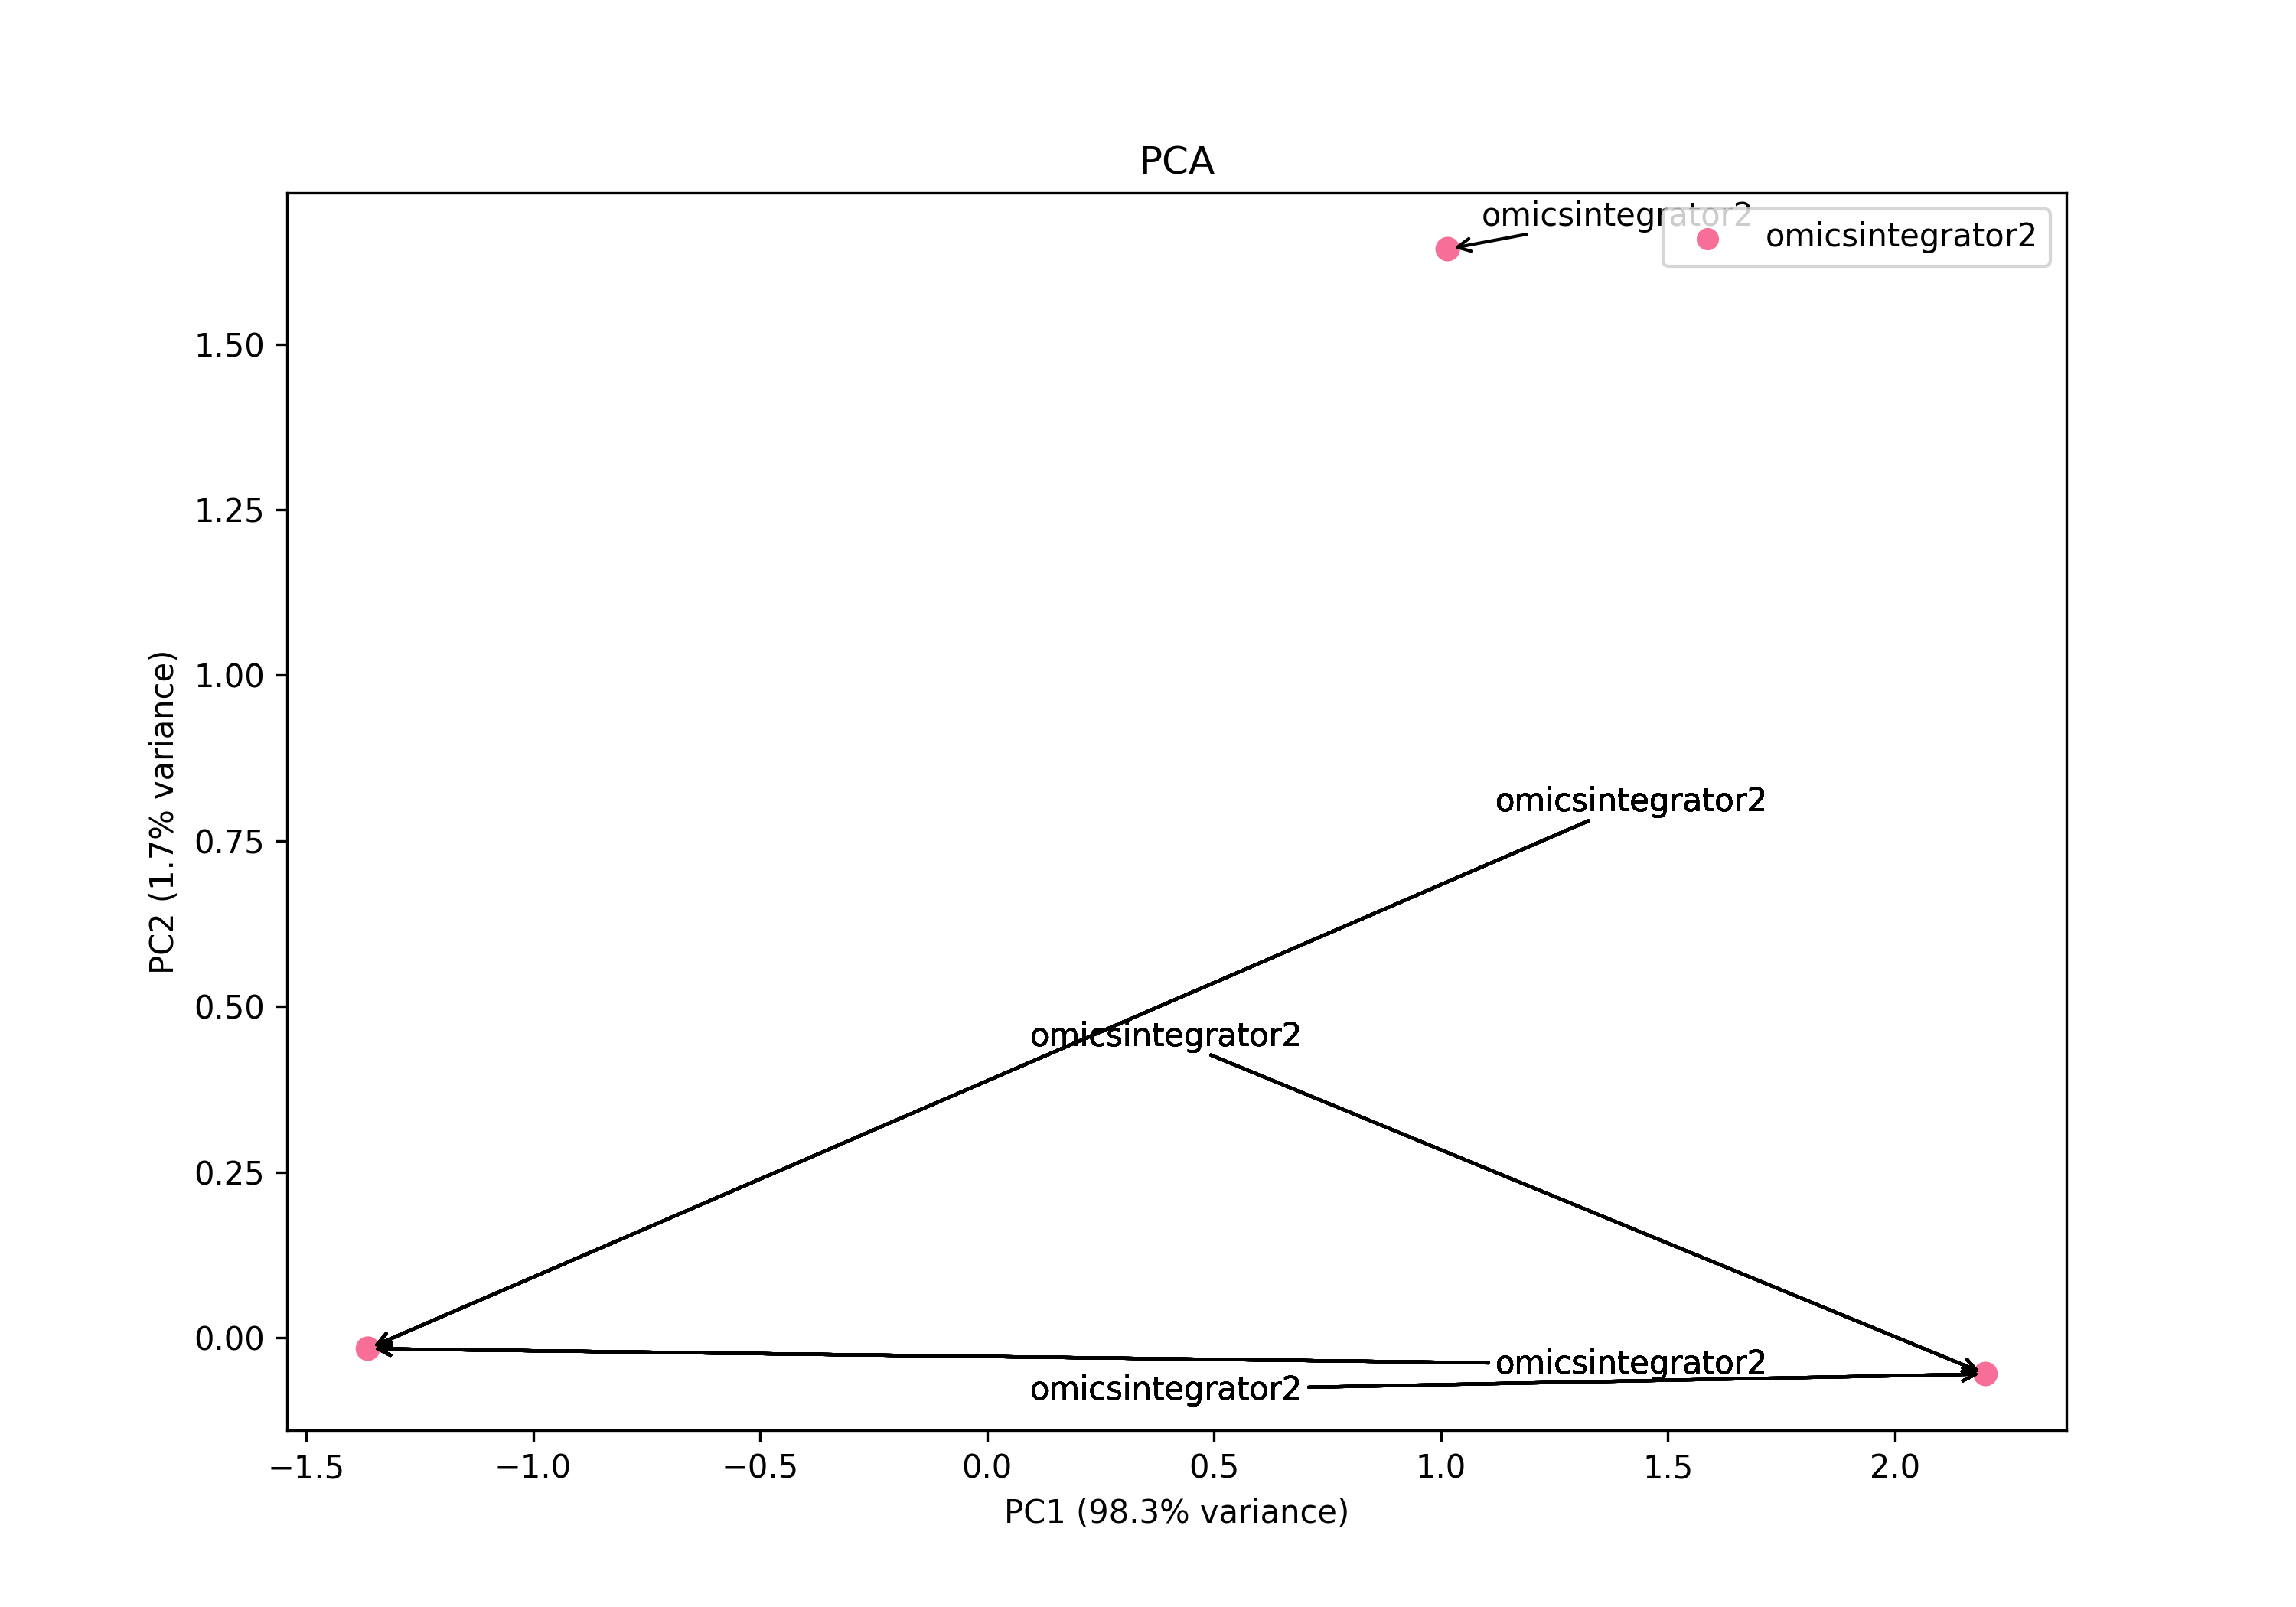 PCA
omicsintegrator2
omicsintegrator2
1.50
1.25
1.00
0.75
0.50
0.25
0.00
PC2 (1.7% variance)
omicsintegrator2
omicsintegrator2
omicsintegrator2
omicsintegrator2
−1.5 −1.0 −0.5 0.0 0.5 1.0 1.5 2.0
PC1 (98.3% variance)